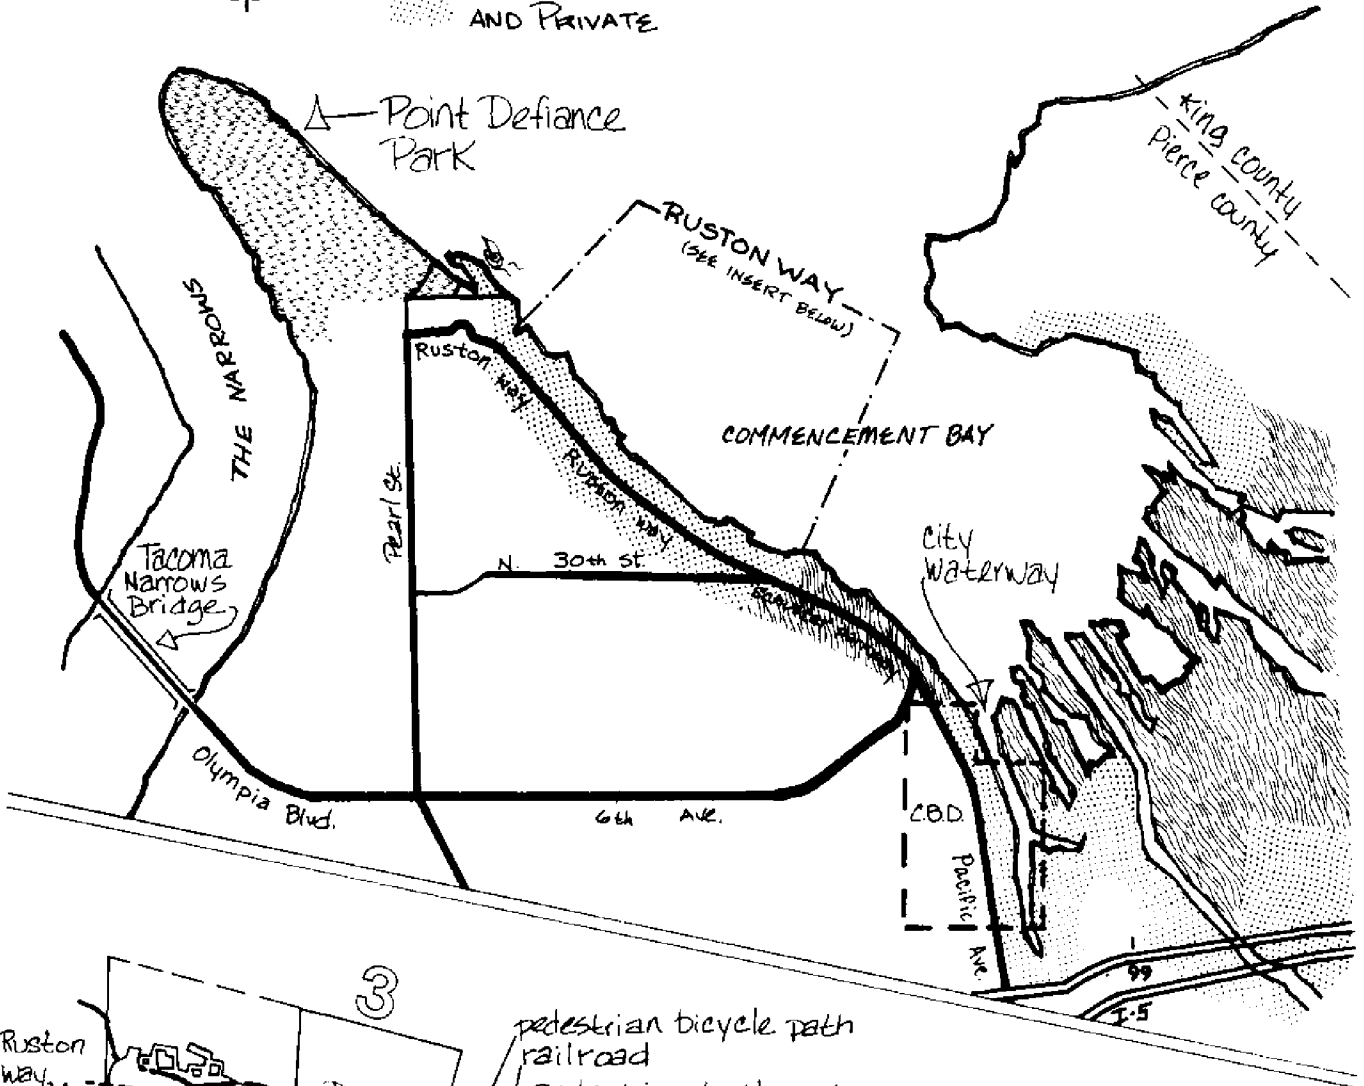 AND PRIVATE
Point Defiance
Park
King county
Pierce county
RUSTON WAY
(SEE INSERT BELOW)
THE NARROWS
Ruston Way
COMMENCEMENT BAY
Ruston Way
Pearl St.
N. 30th St.
City
Waterway
Tacoma
Narrows
Bridge
Olympia Blvd.
6th Ave.
C.B.D.
Pacific Ave.
99
I-5
3
pedestrian bicycle path
railroad
Ruston
Way